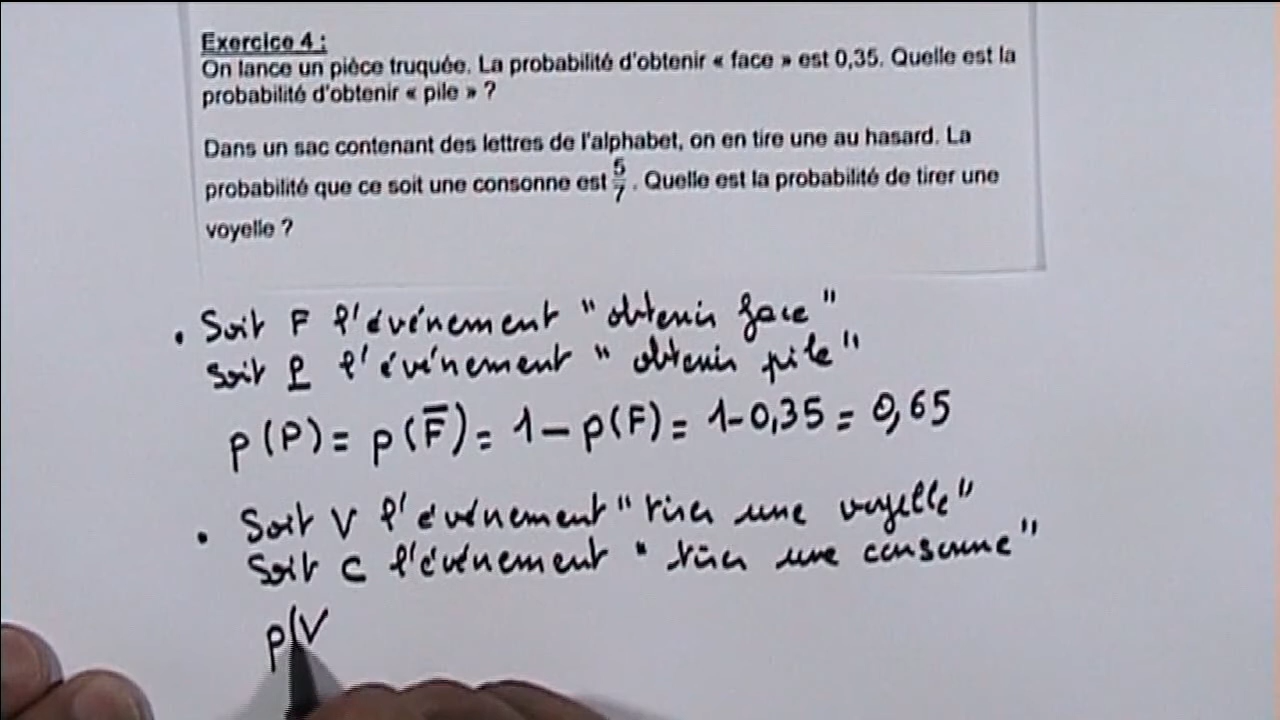 Exercice 4 :
On lance un pièce truquée. La probabilité d'obtenir « face » est 0,35. Quelle est la
probabilité d'obtenir « pile » ?
Dans un sac contenant des lettres de l'alphabet, on en tire une au hasard. La
probabilité que ce soit une consonne est 5/7 . Quelle est la probabilité de tirer une
voyelle ?
• Soit F l'événement "obtenir face"
Soit P l'événement "obtenir pile"
p(P) = p(F̅) = 1 – p(F) = 1-0,35 = 0,65
• Soit V l'événement "tirer une voyelle"
Soit C l'événement "tirer une consonne"
p(V